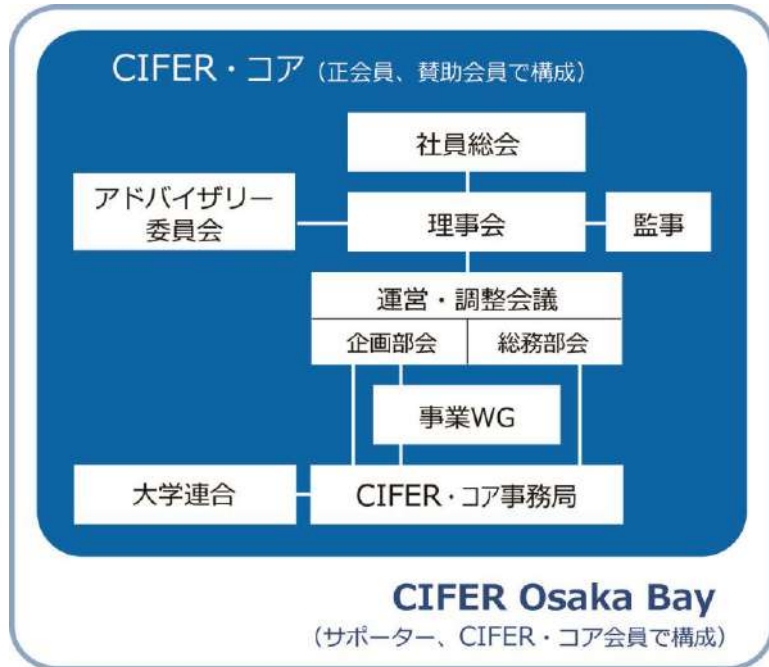 CIFER・コア（正会員、賛助会員で構成）
社員総会
アドバイザリー
委員会
理事会
監事
運営・調整会議
企画部会
総務部会
事業WG
大学連合
CIFER・コア事務局
CIFER Osaka Bay
（サポーター、CIFER・コア会員で構成）